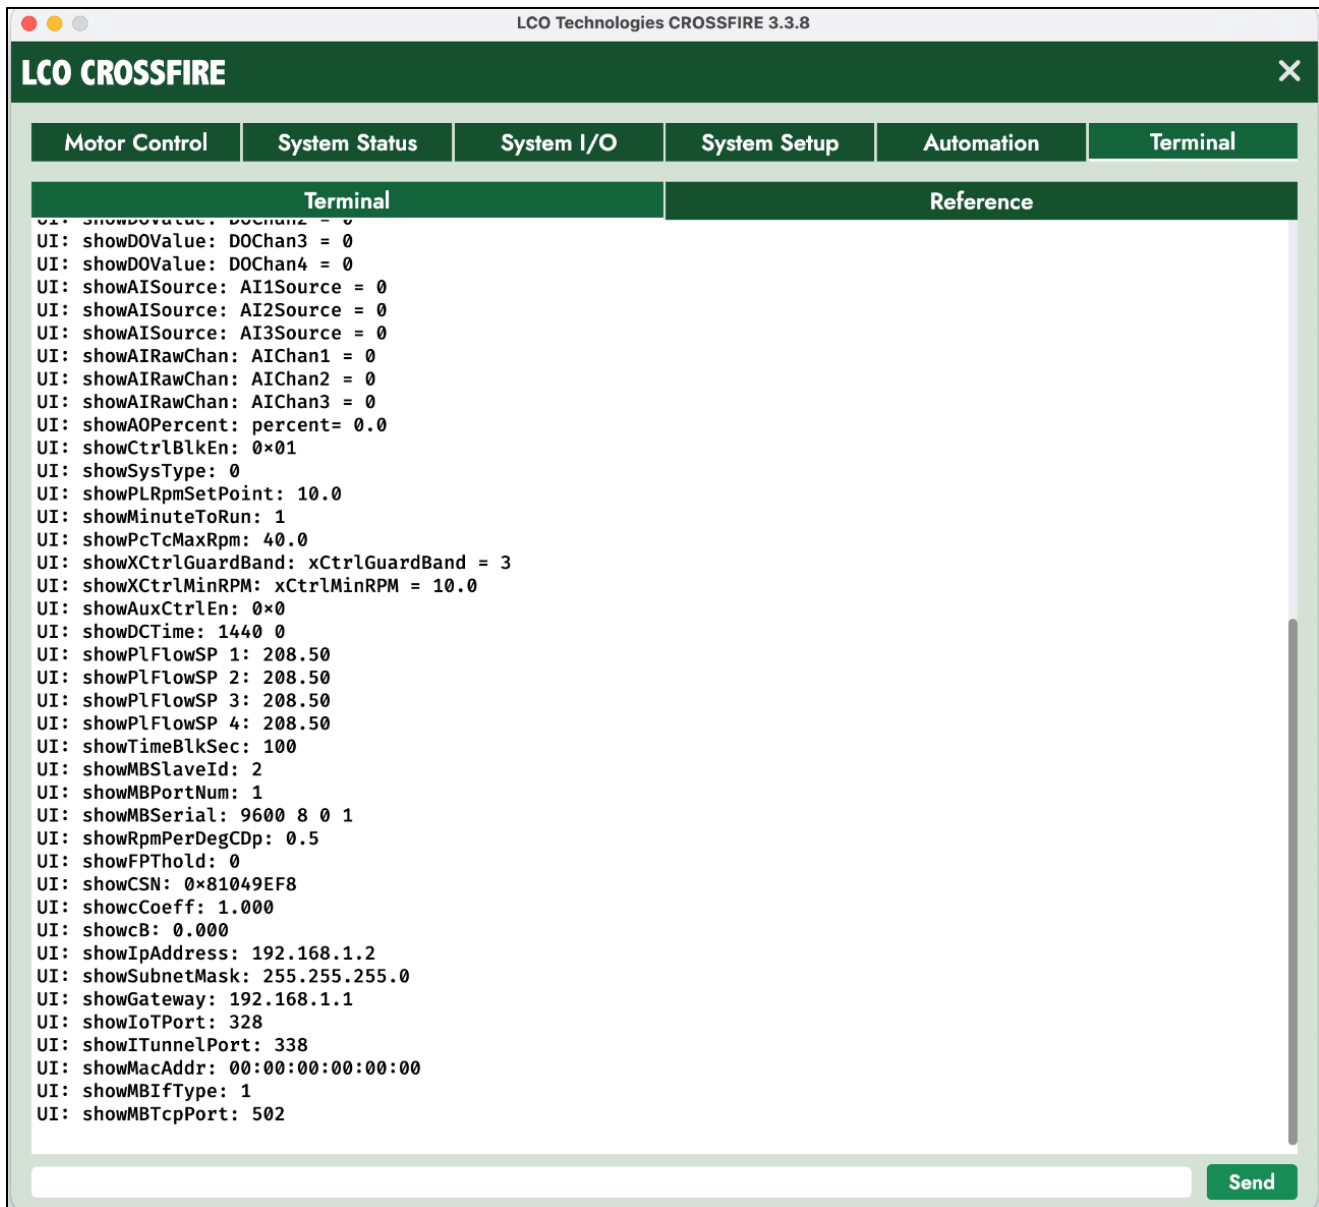 LCO Technologies CROSSFIRE 3.3.8
LCO CROSSFIRE
Motor Control
System Status
System I/O
System Setup
Automation
Terminal
Terminal
Reference
UI: showDOValue: DOChan2 = 0
UI: showDOValue: DOChan3 = 0
UI: showDOValue: DOChan4 = 0
UI: showAISource: AI1Source = 0
UI: showAISource: AI2Source = 0
UI: showAISource: AI3Source = 0
UI: showAIRawChan: AIChan1 = 0
UI: showAIRawChan: AIChan2 = 0
UI: showAIRawChan: AIChan3 = 0
UI: showAOPercent: percent= 0.0
UI: showCtrlBlkEn: 0×01
UI: showSysType: 0
UI: showPLRpmSetPoint: 10.0
UI: showMinuteToRun: 1
UI: showPcTcMaxRpm: 40.0
UI: showXCtrlGuardBand: xCtrlGuardBand = 3
UI: showXCtrlMinRPM: xCtrlMinRPM = 10.0
UI: showAuxCtrlEn: 0×0
UI: showDCTime: 1440 0
UI: showPlFlowSP 1: 208.50
UI: showPlFlowSP 2: 208.50
UI: showPlFlowSP 3: 208.50
UI: showPlFlowSP 4: 208.50
UI: showTimeBlkSec: 100
UI: showMBSlaveId: 2
UI: showMBPortNum: 1
UI: showMBSerial: 9600 8 0 1
UI: showRpmPerDegCDp: 0.5
UI: showFPThold: 0
UI: showCSN: 0×81049EF8
UI: showcCoeff: 1.000
UI: showcB: 0.000
UI: showIpAddress: 192.168.1.2
UI: showSubnetMask: 255.255.255.0
UI: showGateway: 192.168.1.1
UI: showIoTPort: 328
UI: showITunnelPort: 338
UI: showMacAddr: 00:00:00:00:00:00
UI: showMBIfType: 1
UI: showMBTcpPort: 502
Send